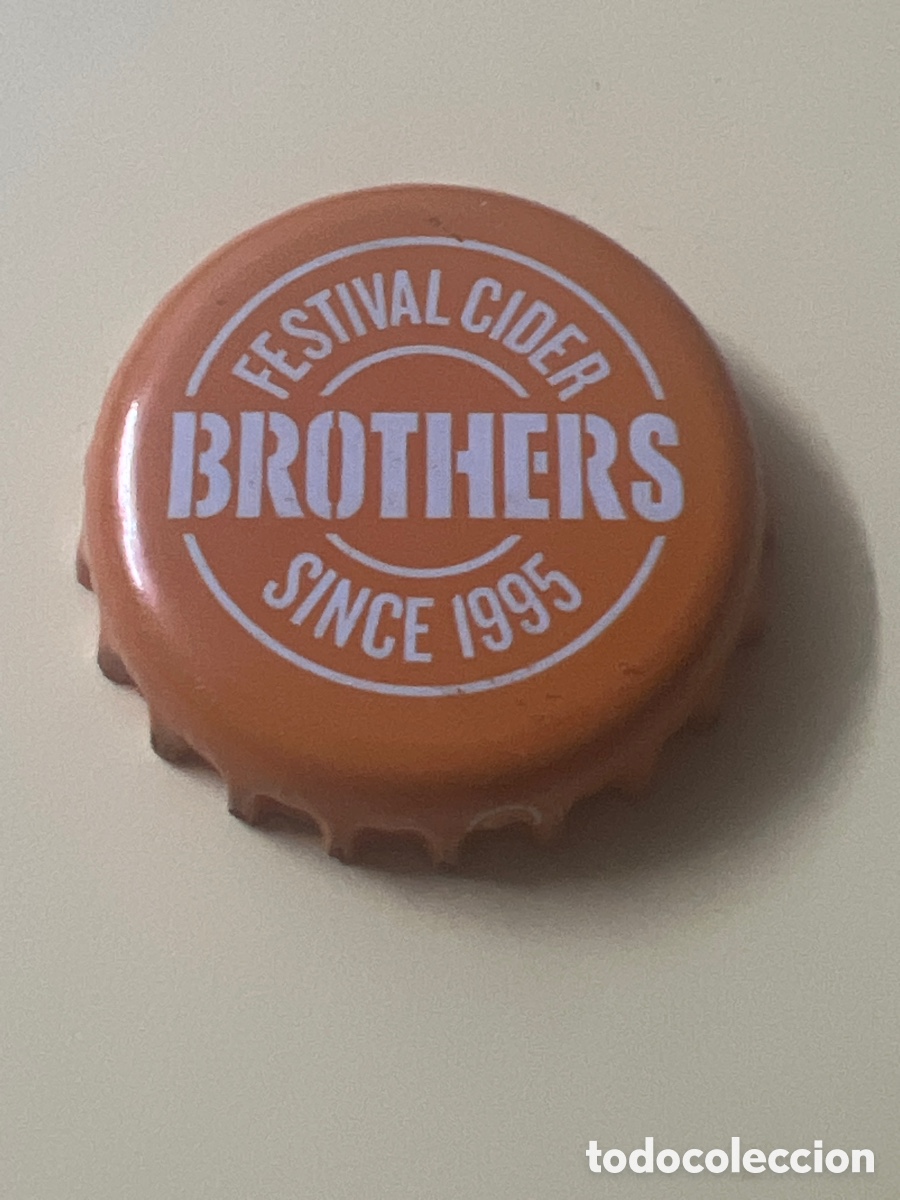 FESTIVAL CIDER
BROTHERS
SINCE 1995
todocoleccion